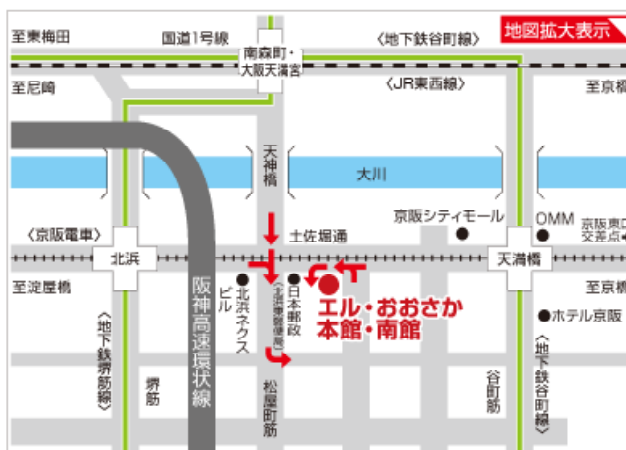 地図拡大表示
至東梅田
国道1号線
〈地下鉄谷町線〉
南森町・
大阪天満宮
至尼崎
〈JR東西線〉
至京橋
天神橋
大川
京阪シティモール
OMM
京阪東口
交差点
〈京阪電車〉
土佐堀通
北浜
天満橋
至淀屋橋
至京橋
阪神高速環状線
北浜ネクス
ビル
日本郵政
(北浜東郵便局)
エル・おおさか
本館・南館
ホテル京阪
〈地下鉄堺筋線〉
堺筋
松屋町筋
谷町筋
〈地下鉄谷町線〉